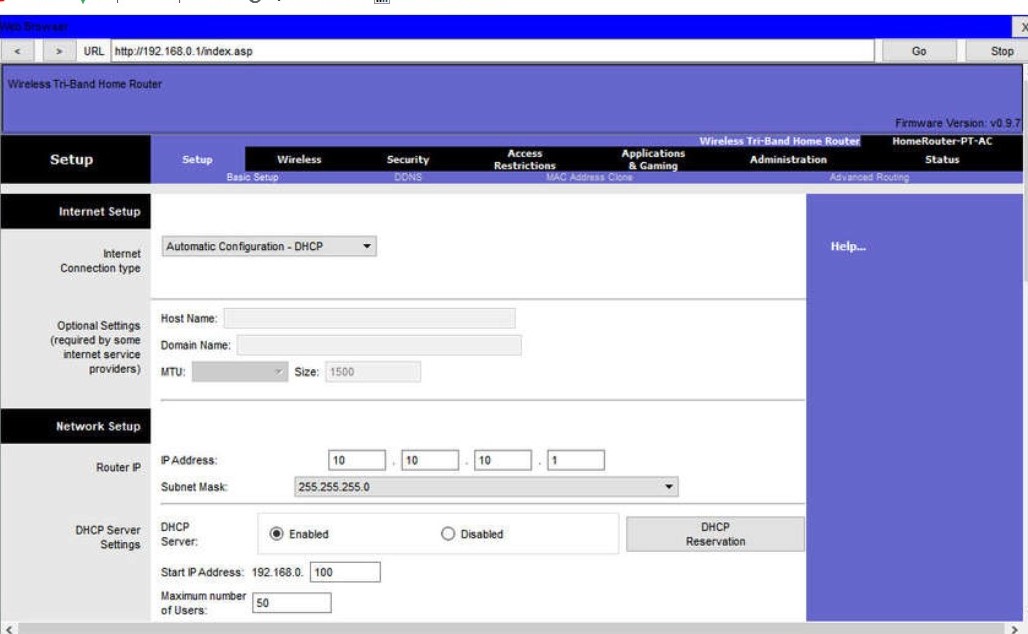 Web Browser
X
< > URL http://192.168.0.1/index.asp Go Stop
Wireless Tri-Band Home Router
Firmware Version: v0.9.7
Wireless Tri-Band Home Router HomeRouter-PT-AC
Setup Setup Wireless Security Access Restrictions Applications & Gaming Administration Status
Basic Setup DDNS MAC Address Clone Advanced Routing
Internet Setup
Internet
Connection type
Automatic Configuration - DHCP
Help...
Optional Settings
(required by some
internet service
providers)
Host Name:
Domain Name:
MTU: Size: 1500
Network Setup
Router IP
IP Address: 10 . 10 . 10 . 1
Subnet Mask: 255.255.255.0
DHCP Server
Settings
DHCP
Server:
Enabled Disabled
DHCP
Reservation
Start IP Address: 192.168.0. 100
Maximum number
of Users: 50